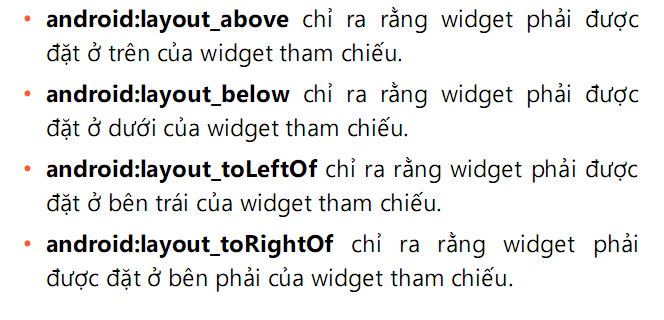 • android:layout_above chỉ ra rằng widget phải được
đặt ở trên của widget tham chiếu.
• android:layout_below chỉ ra rằng widget phải được
đặt ở dưới của widget tham chiếu.
• android:layout_toLeftOf chỉ ra rằng widget phải được
đặt ở bên trái của widget tham chiếu.
• android:layout_toRightOf chỉ ra rằng widget phải
được đặt ở bên phải của widget tham chiếu.